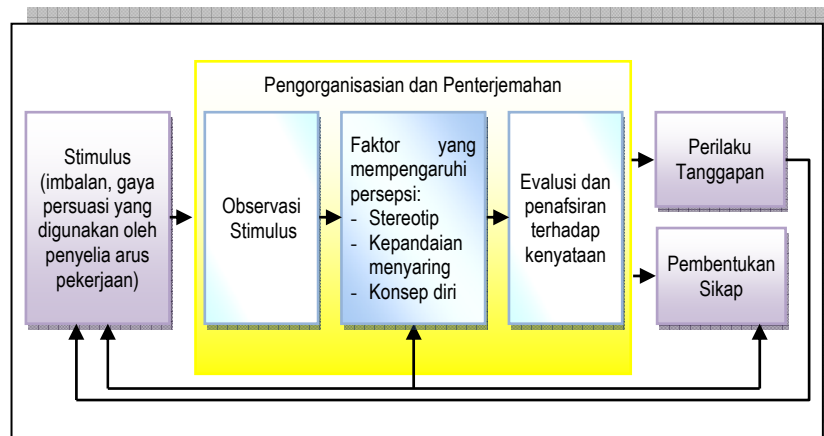 Pengorganisasian dan Penterjemahan
Stimulus
(imbalan, gaya
persuasi yang
digunakan oleh
penyelia arus
pekerjaan)
Observasi
Stimulus
Faktor yang
mempengaruhi
persepsi:
- Stereotip
- Kepandaian
menyaring
- Konsep diri
Evalusi dan
penafsiran
terhadap
kenyataan
Perilaku
Tanggapan
Pembentukan
Sikap